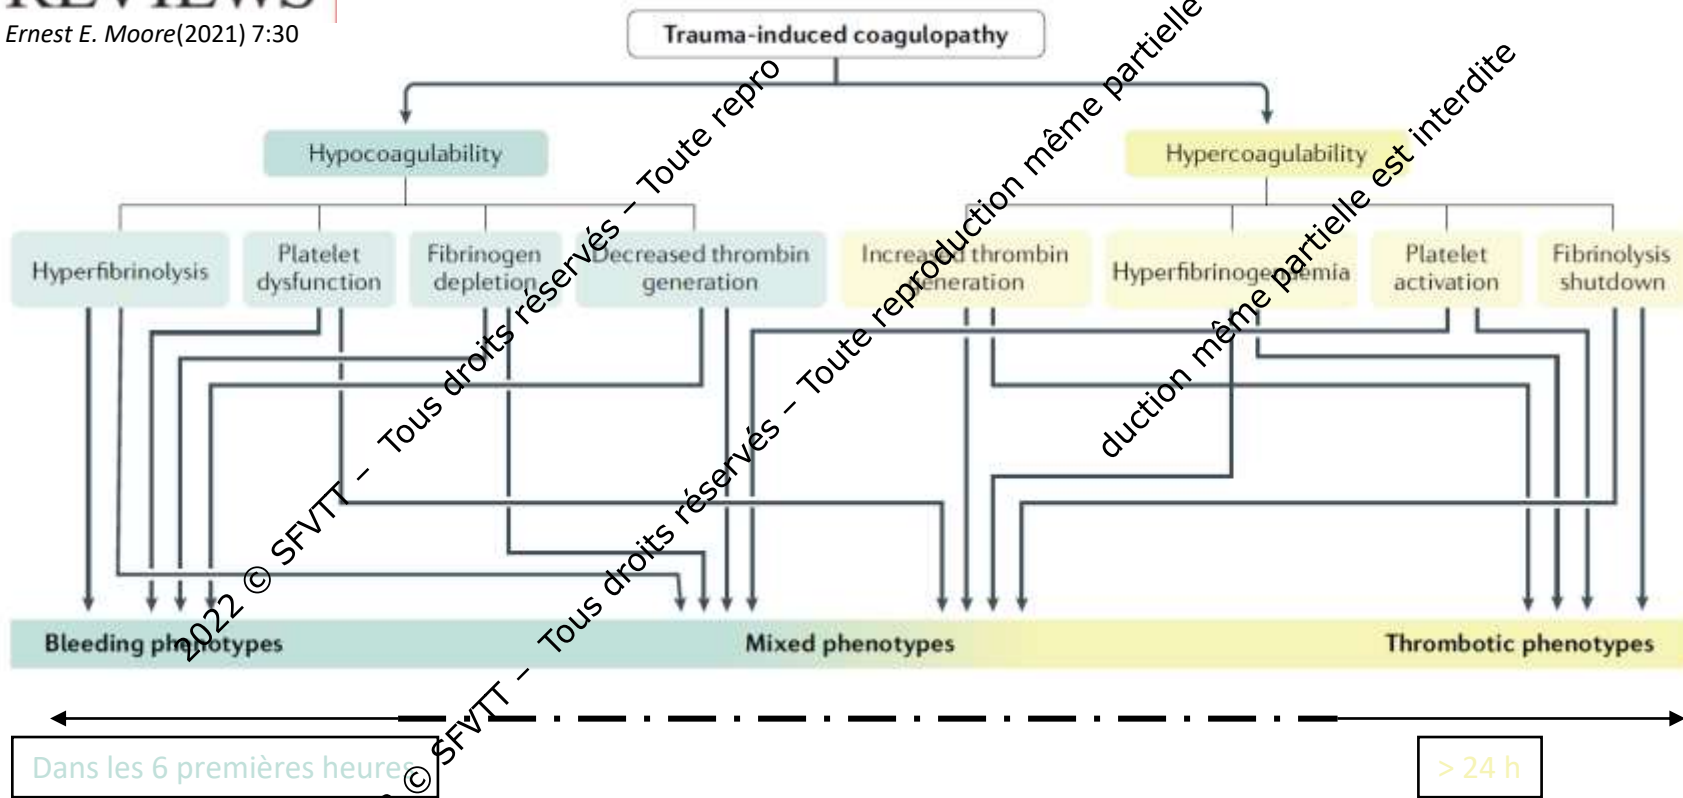 REVIEWS
Ernest E. Moore(2021) 7:30
Trauma-induced coagulopathy
Hypocoagulability
Hypercoagulability
Hyperfibrinolysis
Platelet
dysfunction
Fibrinogen
depletion
Decreased thrombin
generation
Increased thrombin
generation
Hyperfibrinogenaemia
Platelet
activation
Fibrinolysis
shutdown
Bleeding phenotypes
Mixed phenotypes
Thrombotic phenotypes
Dans les 6 premières heures
> 24 h
2022 © SFVTT – Tous droits réservés – Toute repro
© SFVTT – Tous droits réservés – Toute reproduction même partielle
duction même partielle est interdite